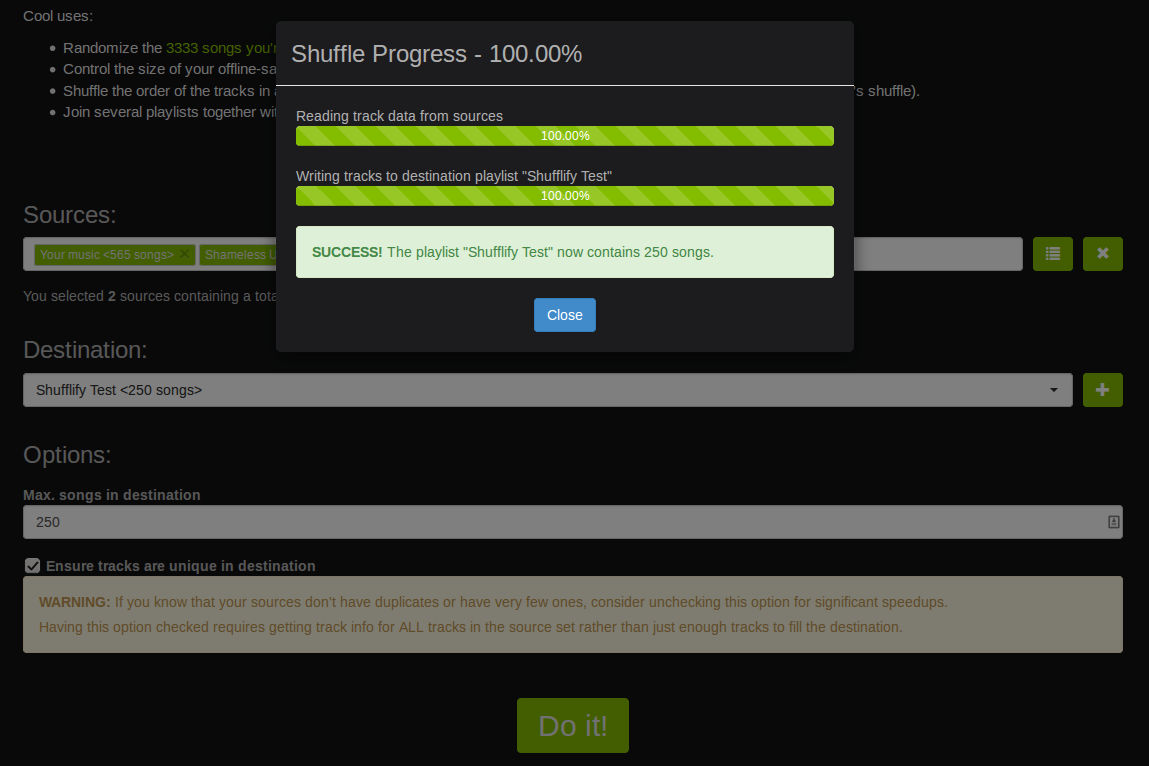 Cool uses:
Randomize the 3333 songs you'r
Control the size of your offline-sa
Shuffle the order of the tracks in a
's shuffle).
Join several playlists together wit
Shuffle Progress - 100.00%
Reading track data from sources
100.00%
Writing tracks to destination playlist "Shufflify Test"
100.00%
SUCCESS! The playlist "Shufflify Test" now contains 250 songs.
Close
Sources:
Your music <565 songs>
Shameless U
You selected 2 sources containing a tota
Destination:
Shufflify Test <250 songs>
Options:
Max. songs in destination
250
Ensure tracks are unique in destination
WARNING: If you know that your sources don't have duplicates or have very few ones, consider unchecking this option for significant speedups.
Having this option checked requires getting track info for ALL tracks in the source set rather than just enough tracks to fill the destination.
Do it!